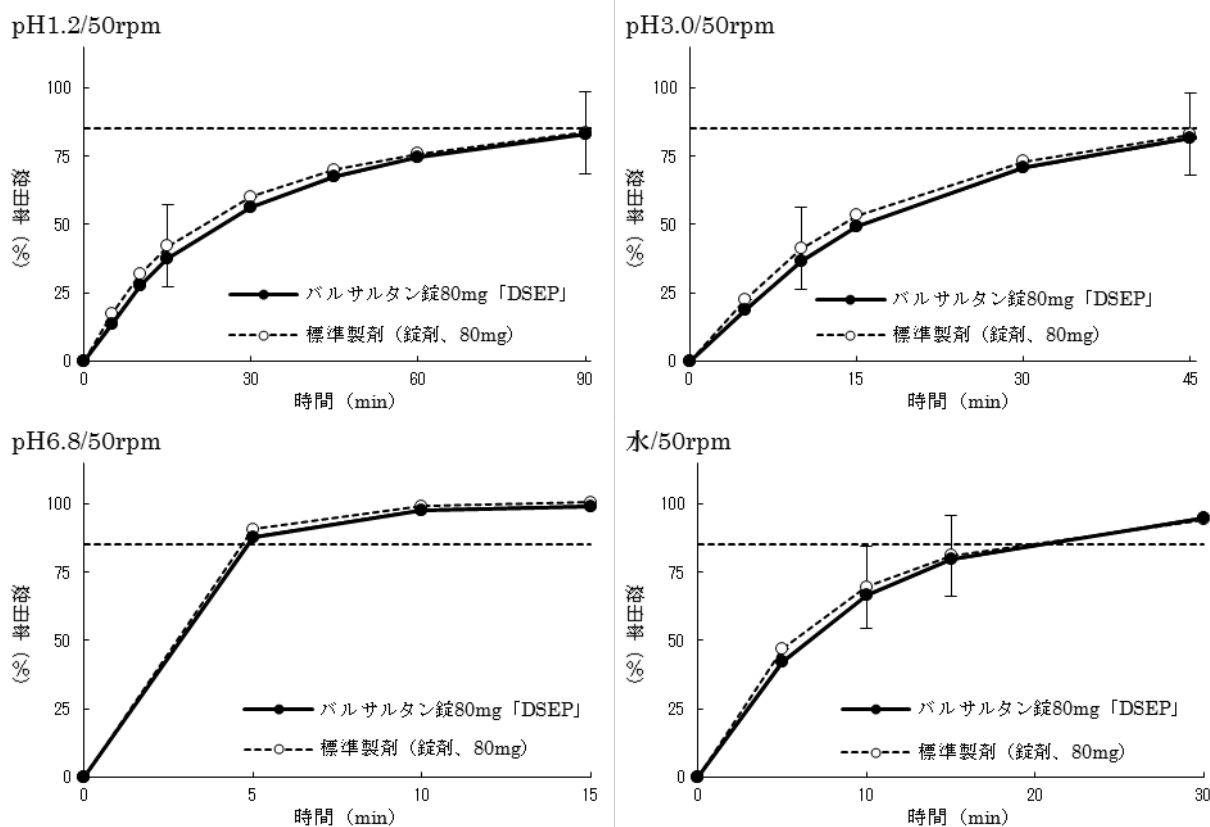 pH1.2/50rpm
100
75
50
25
0
溶出率 (%)
バルサルタン錠80mg「DSEP」
標準製剤（錠剤、80mg）
0 30 60 90
時間（min）
pH3.0/50rpm
100
75
50
25
0
溶出率 (%)
バルサルタン錠80mg「DSEP」
標準製剤（錠剤、80mg）
0 15 30 45
時間（min）
pH6.8/50rpm
100
75
50
25
0
溶出率 (%)
バルサルタン錠80mg「DSEP」
標準製剤（錠剤、80mg）
0 5 10 15
時間（min）
水/50rpm
100
75
50
25
0
溶出率 (%)
バルサルタン錠80mg「DSEP」
標準製剤（錠剤、80mg）
0 10 20 30
時間（min）